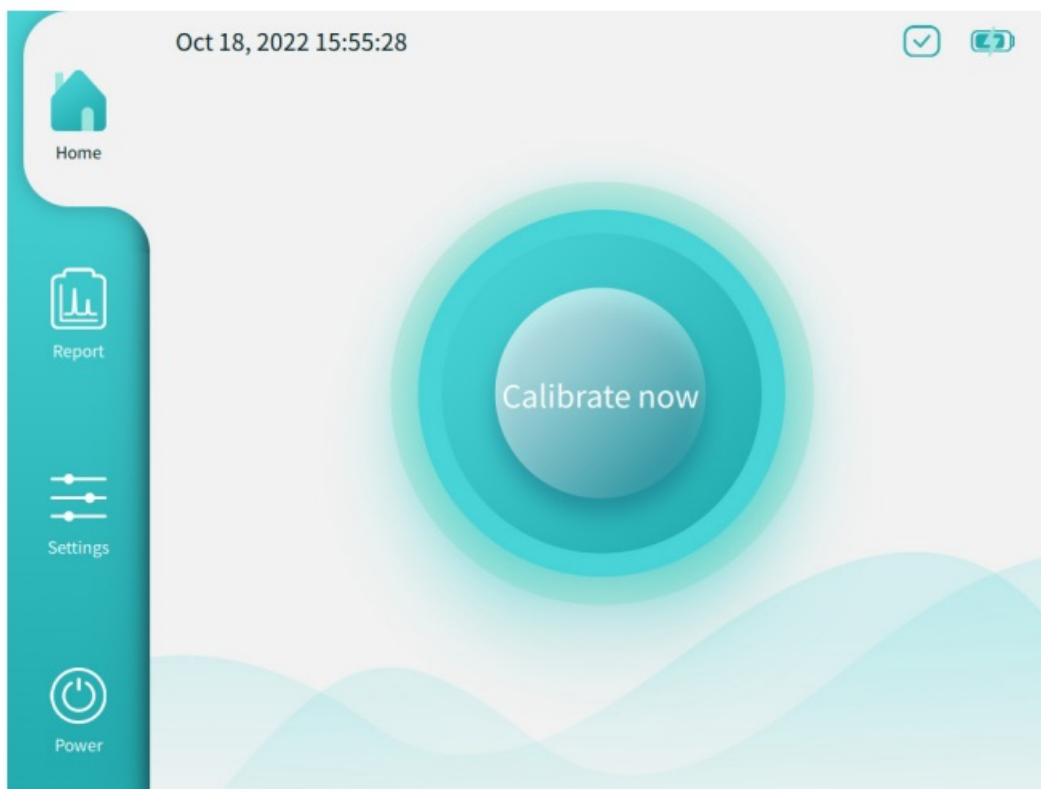 Oct 18, 2022 15:55:28
Home
Calibrate now
Report
Settings
Power